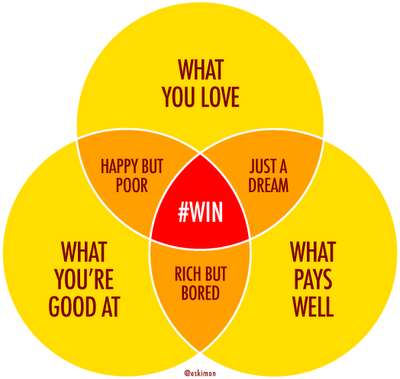 WHAT
YOU LOVE
HAPPY BUT
POOR
JUST A
DREAM
#WIN
WHAT
YOU'RE
GOOD AT
RICH BUT
BORED
WHAT
PAYS
WELL
@eskimon